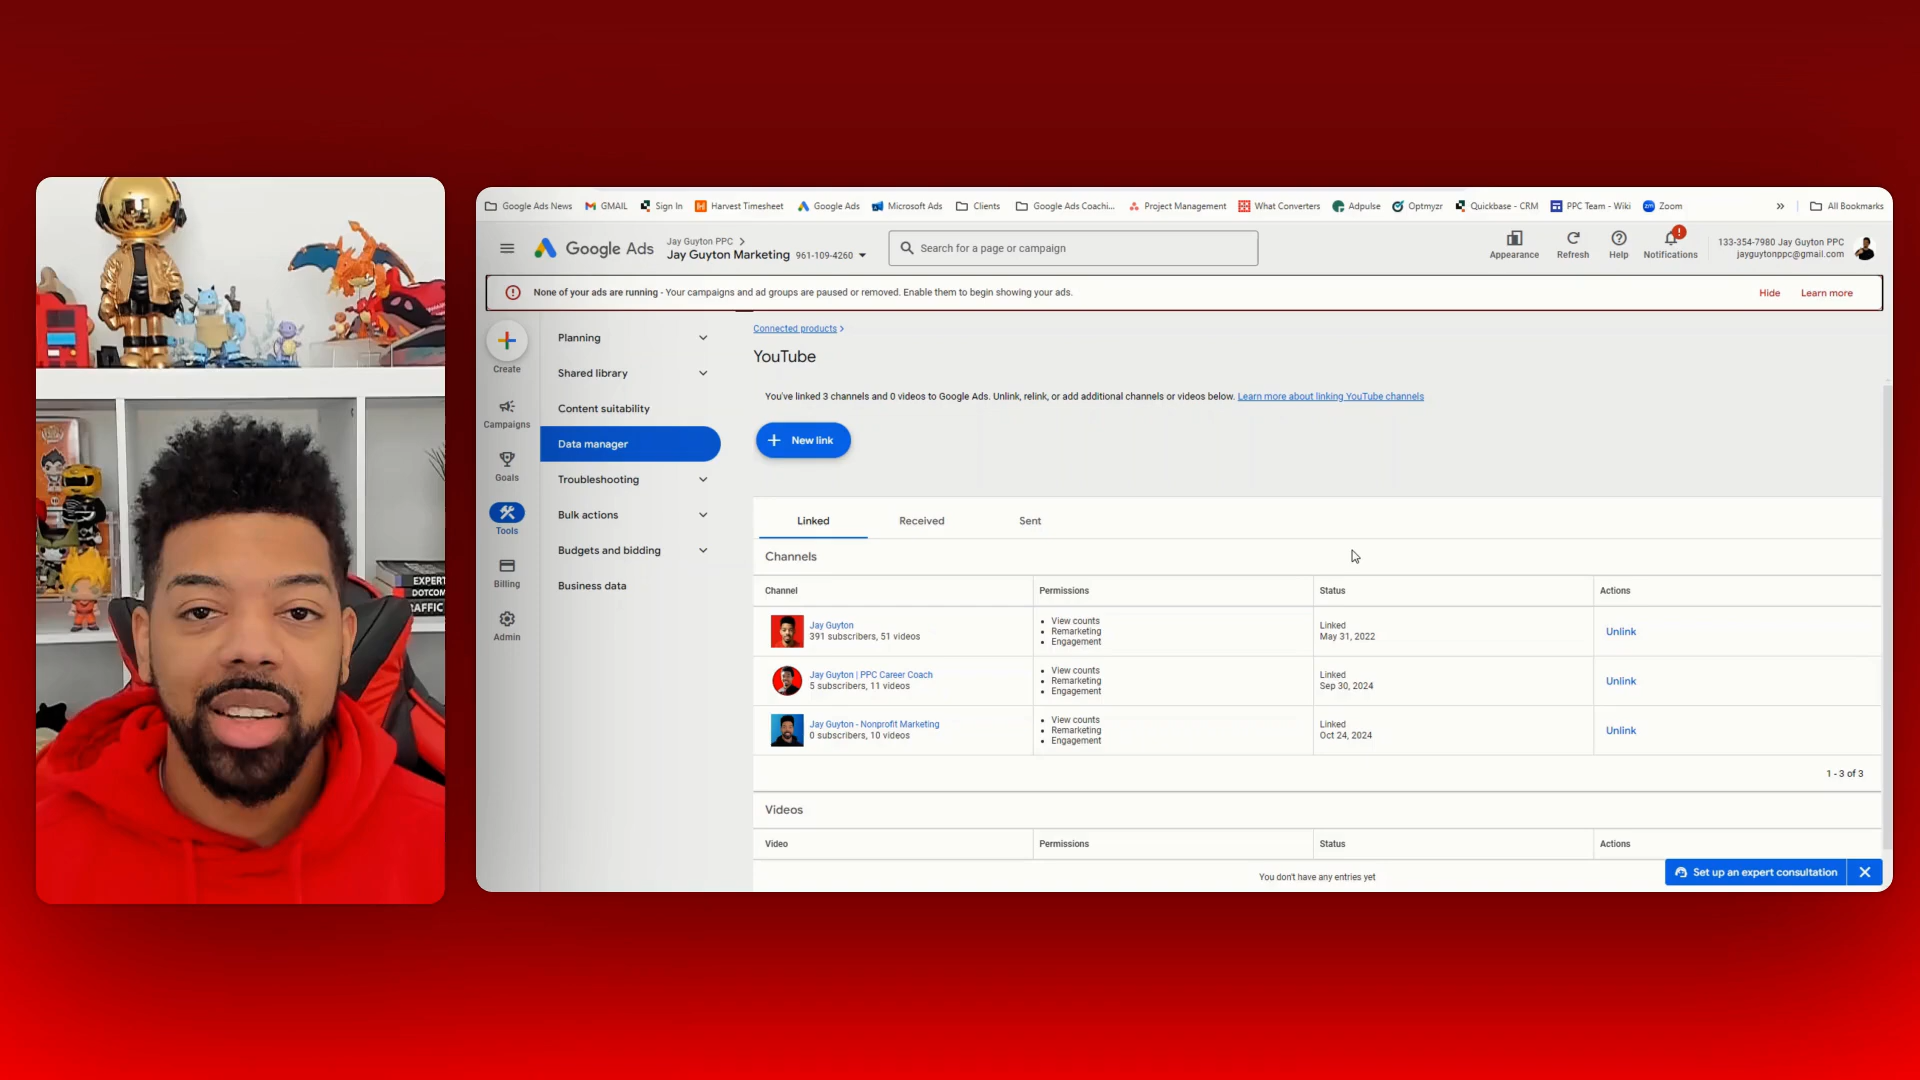 Google Ads News
GMAIL
Sign In
Harvest Timesheet
Google Ads
Microsoft Ads
Clients
Google Ads Coachi...
Project Management
What Converters
Adpulse
Optmyzr
Quickbase - CRM
PPC Team - Wiki
Zoom
»
All Bookmarks
Google Ads
Jay Guyton PPC
Jay Guyton Marketing 961-109-4260
Search for a page or campaign
Appearance
Refresh
Help
Notifications
133-354-7980 Jay Guyton PPC
jayguytonppc@gmail.com
None of your ads are running - Your campaigns and ad groups are paused or removed. Enable them to begin showing your ads.
Hide
Learn more
Create
Campaigns
Goals
Tools
Billing
Admin
Planning
Shared library
Content suitability
Data manager
Troubleshooting
Bulk actions
Budgets and bidding
Business data
Connected products
YouTube
You've linked 3 channels and 0 videos to Google Ads. Unlink, relink, or add additional channels or videos below. Learn more about linking YouTube channels
New link
Linked
Received
Sent
Channels
Channel
Permissions
Status
Actions
Jay Guyton
391 subscribers, 51 videos
• View counts
• Remarketing
• Engagement
Linked
May 31, 2022
Unlink
Jay Guyton | PPC Career Coach
5 subscribers, 11 videos
• View counts
• Remarketing
• Engagement
Linked
Sep 30, 2024
Unlink
Jay Guyton - Nonprofit Marketing
0 subscribers, 10 videos
• View counts
• Remarketing
• Engagement
Linked
Oct 24, 2024
Unlink
1 - 3 of 3
Videos
Video
Permissions
Status
Actions
You don't have any entries yet
Set up an expert consultation
EXPERT
DOTCOM